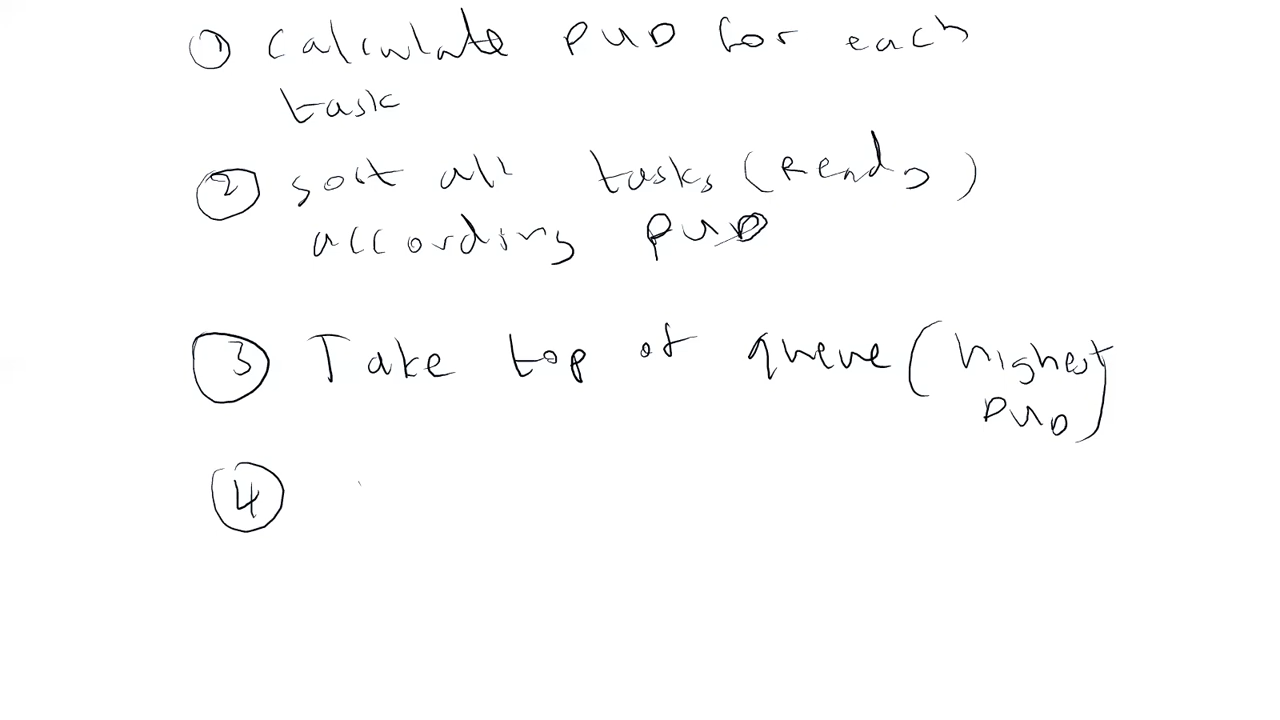 ① Calculate PUD for each
task
② sort all tasks (Ready)
according PUD
③ Take top of queue (highest
PUD)
④